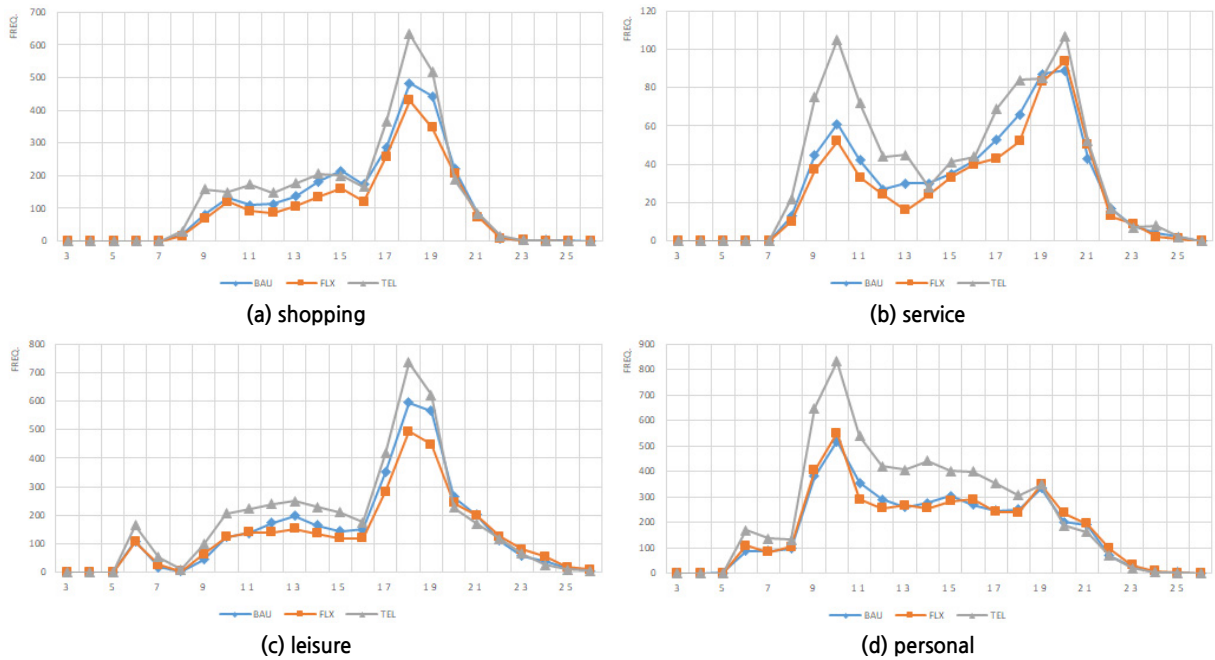 FREQ.
700
600
500
400
300
200
100
0
3 5 7 9 11 13 15 17 19 21 23 25
BAU FLX TEL
(a) shopping
FREQ.
120
100
80
60
40
20
0
3 5 7 9 11 13 15 17 19 21 23 25
BAU FLX TEL
(b) service
FREQ.
800
700
600
500
400
300
200
100
0
3 5 7 9 11 13 15 17 19 21 23 25
BAU FLX TEL
(c) leisure
FREQ.
900
800
700
600
500
400
300
200
100
0
3 5 7 9 11 13 15 17 19 21 23 25
BAU FLX TEL
(d) personal